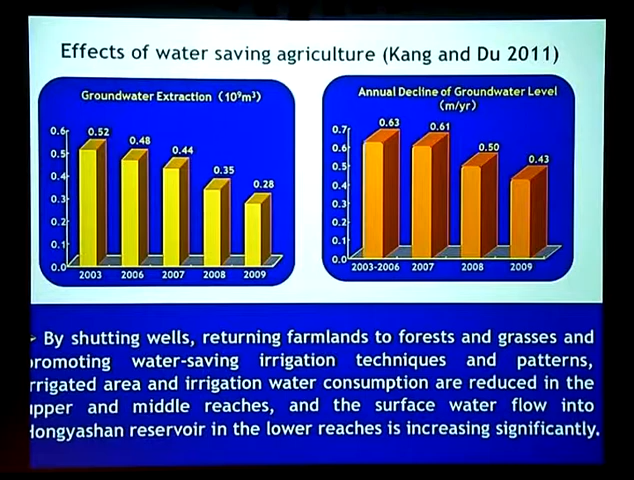 Effects of water saving agriculture (Kang and Du 2011)
Groundwater Extraction (10⁹m³)
0.6
0.5
0.4
0.3
0.2
0.1
0.0
0.52
0.48
0.44
0.35
0.28
2003 2006 2007 2008 2009
Annual Decline of Groundwater Level
(m/yr)
0.7
0.6
0.5
0.4
0.3
0.2
0.1
0.0
0.63
0.61
0.50
0.43
2003-2006 2007 2008 2009
By shutting wells, returning farmlands to forests and grasses and
promoting water-saving irrigation techniques and patterns,
irrigated area and irrigation water consumption are reduced in the
upper and middle reaches, and the surface water flow into
Hongyashan reservoir in the lower reaches is increasing significantly.